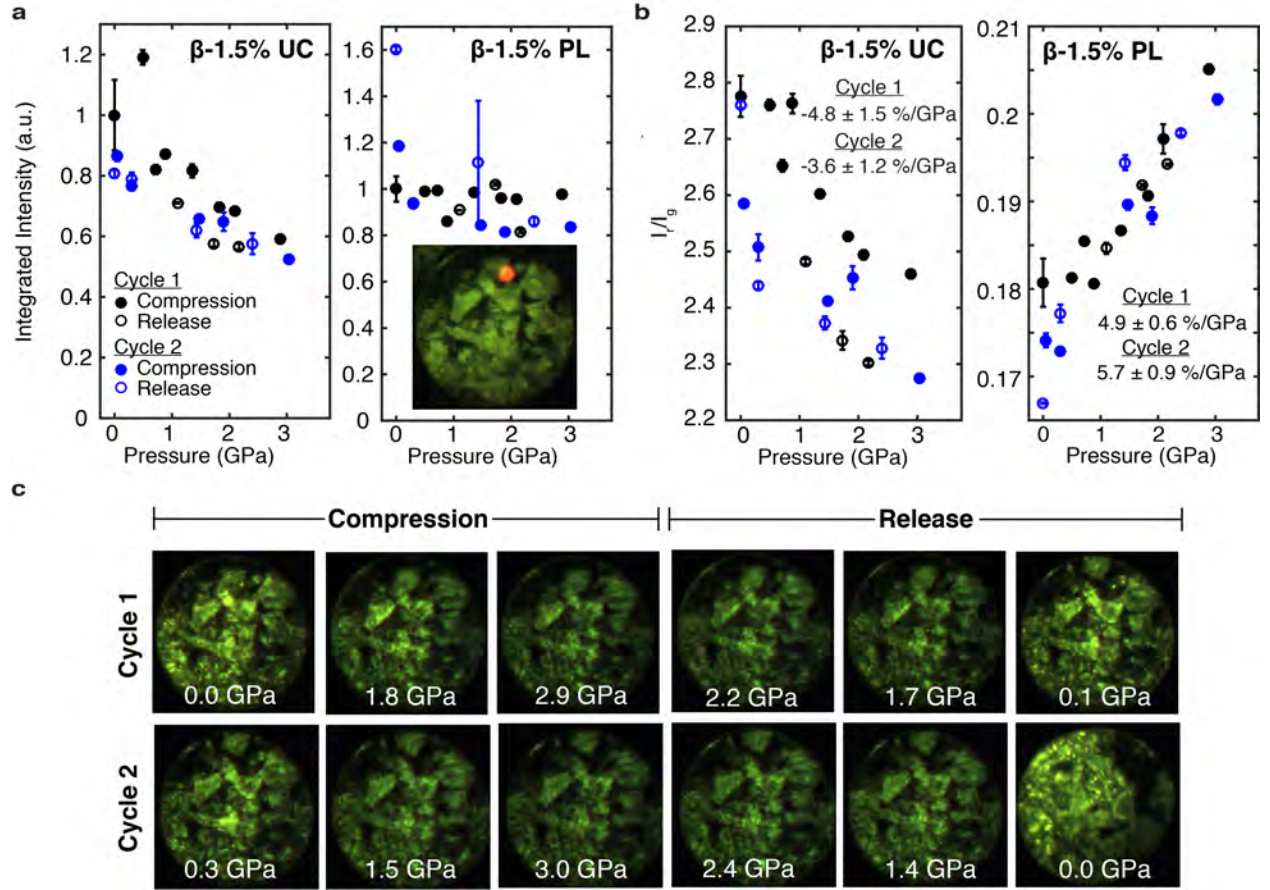 a
β-1.5% UC
β-1.5% PL
Integrated Intensity (a.u.)
1.2
1
0.8
0.6
0.4
0.2
0
1.6
1.4
1.2
1
0.8
0.6
0.4
0.2
0
Cycle 1
Compression
Release
Cycle 2
Compression
Release
0 1 2 3
Pressure (GPa)
0 1 2 3
Pressure (GPa)
b
β-1.5% UC
Cycle 1
-4.8 ± 1.5 %/GPa
Cycle 2
-3.6 ± 1.2 %/GPa
Ir/Ig
2.9
2.8
2.7
2.6
2.5
2.4
2.3
2.2
0 1 2 3
Pressure (GPa)
β-1.5% PL
0.21
0.2
0.19
0.18
0.17
Cycle 1
4.9 ± 0.6 %/GPa
Cycle 2
5.7 ± 0.9 %/GPa
0 1 2 3
Pressure (GPa)
c
Compression
Release
Cycle 1
0.0 GPa
1.8 GPa
2.9 GPa
2.2 GPa
1.7 GPa
0.1 GPa
Cycle 2
0.3 GPa
1.5 GPa
3.0 GPa
2.4 GPa
1.4 GPa
0.0 GPa